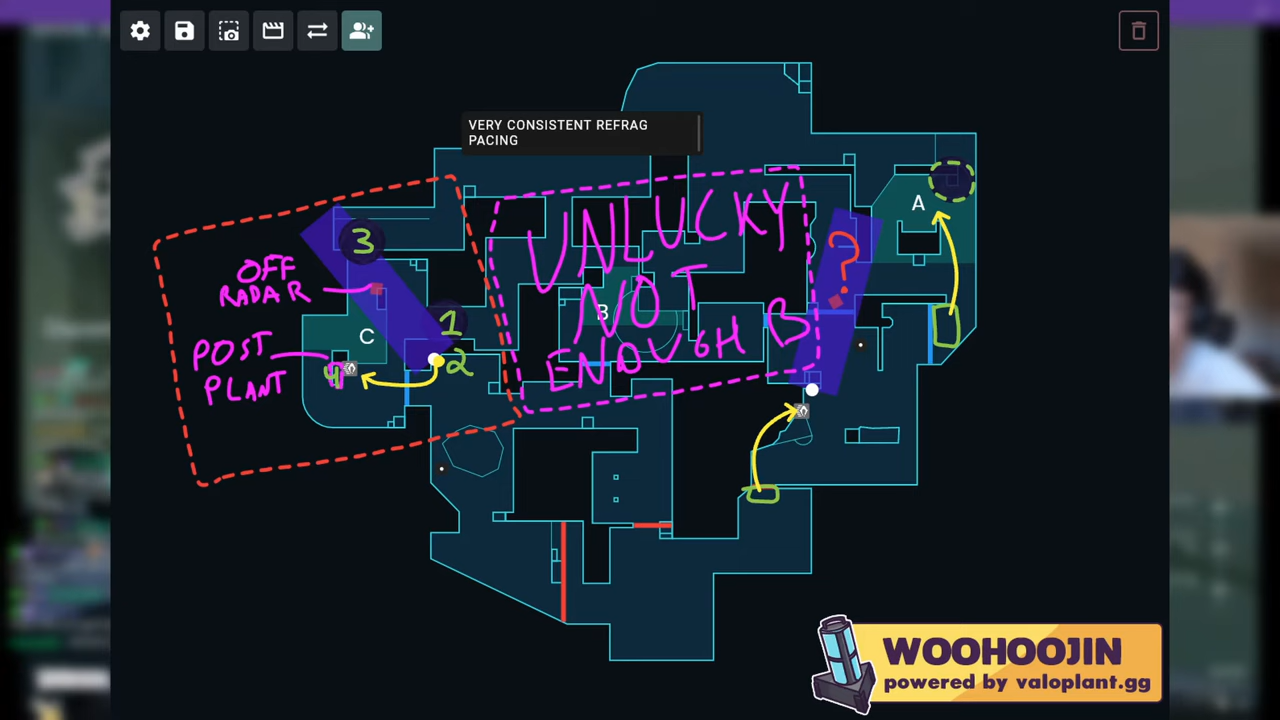 VERY CONSISTENT REFRAG
PACING
A
UNLUCKY
NOT
ENOUGH B
?
3
OFF
RADAR
1
B
C
2
POST
PLANT
4
WOOHOOJIN
powered by valoplant.gg